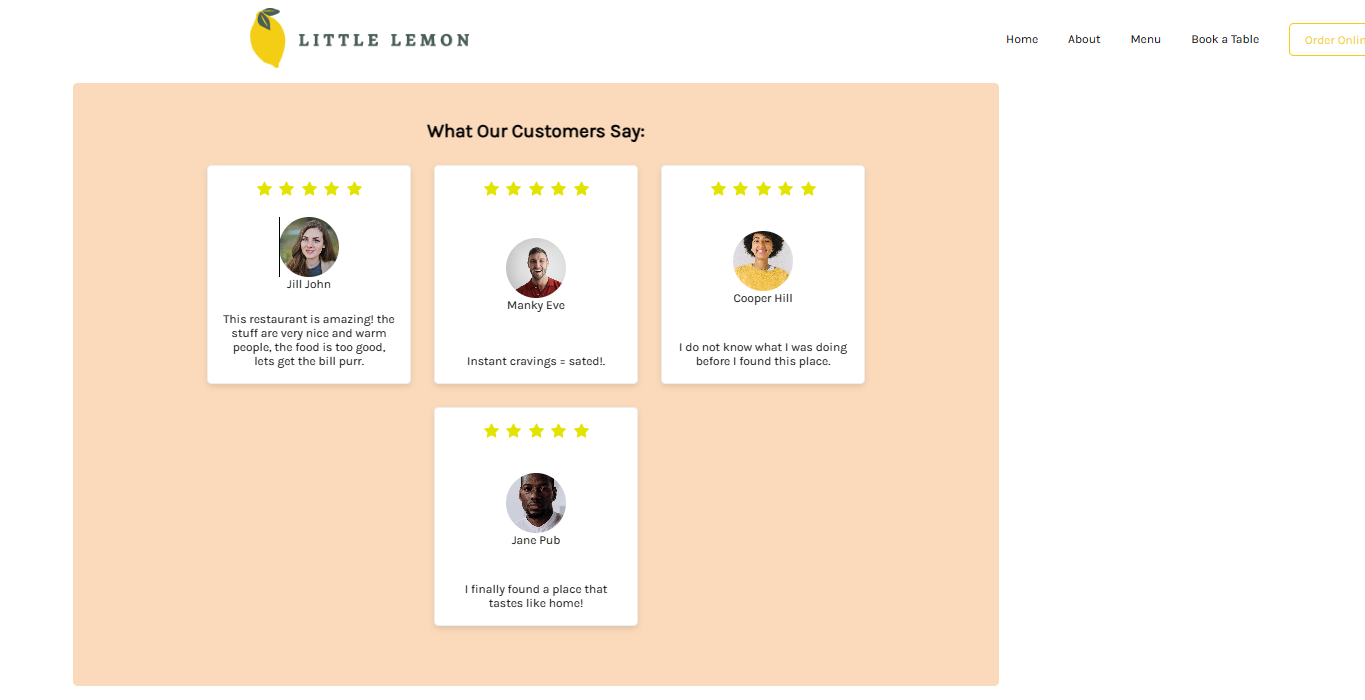 LITTLE LEMON
Home About Menu Book a Table Order Onlin
What Our Customers Say:
Jill John
This restaurant is amazing! the
stuff are very nice and warm
people, the food is too good,
lets get the bill purr.
Manky Eve
Instant cravings = sated!.
Cooper Hill
I do not know what I was doing
before I found this place.
Jane Pub
I finally found a place that
tastes like home!